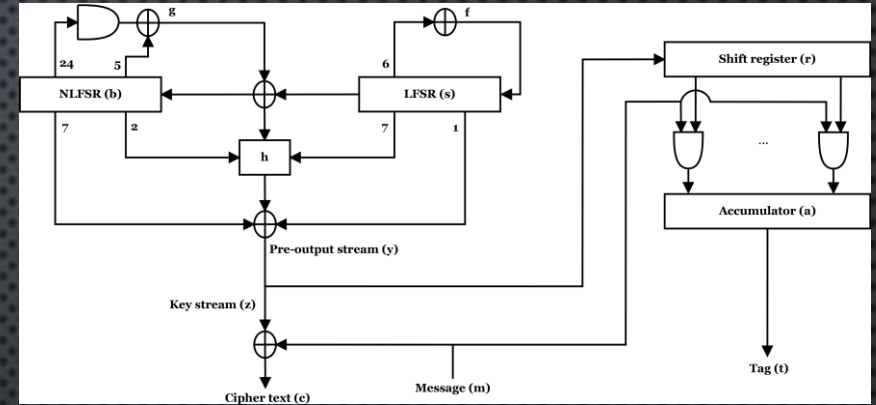 g
f
24
5
6
Shift register (r)
NLFSR (b)
LFSR (s)
7
2
7
1
h
...
Accumulator (a)
Pre-output stream (y)
Key stream (z)
Tag (t)
Message (m)
Cipher text (c)